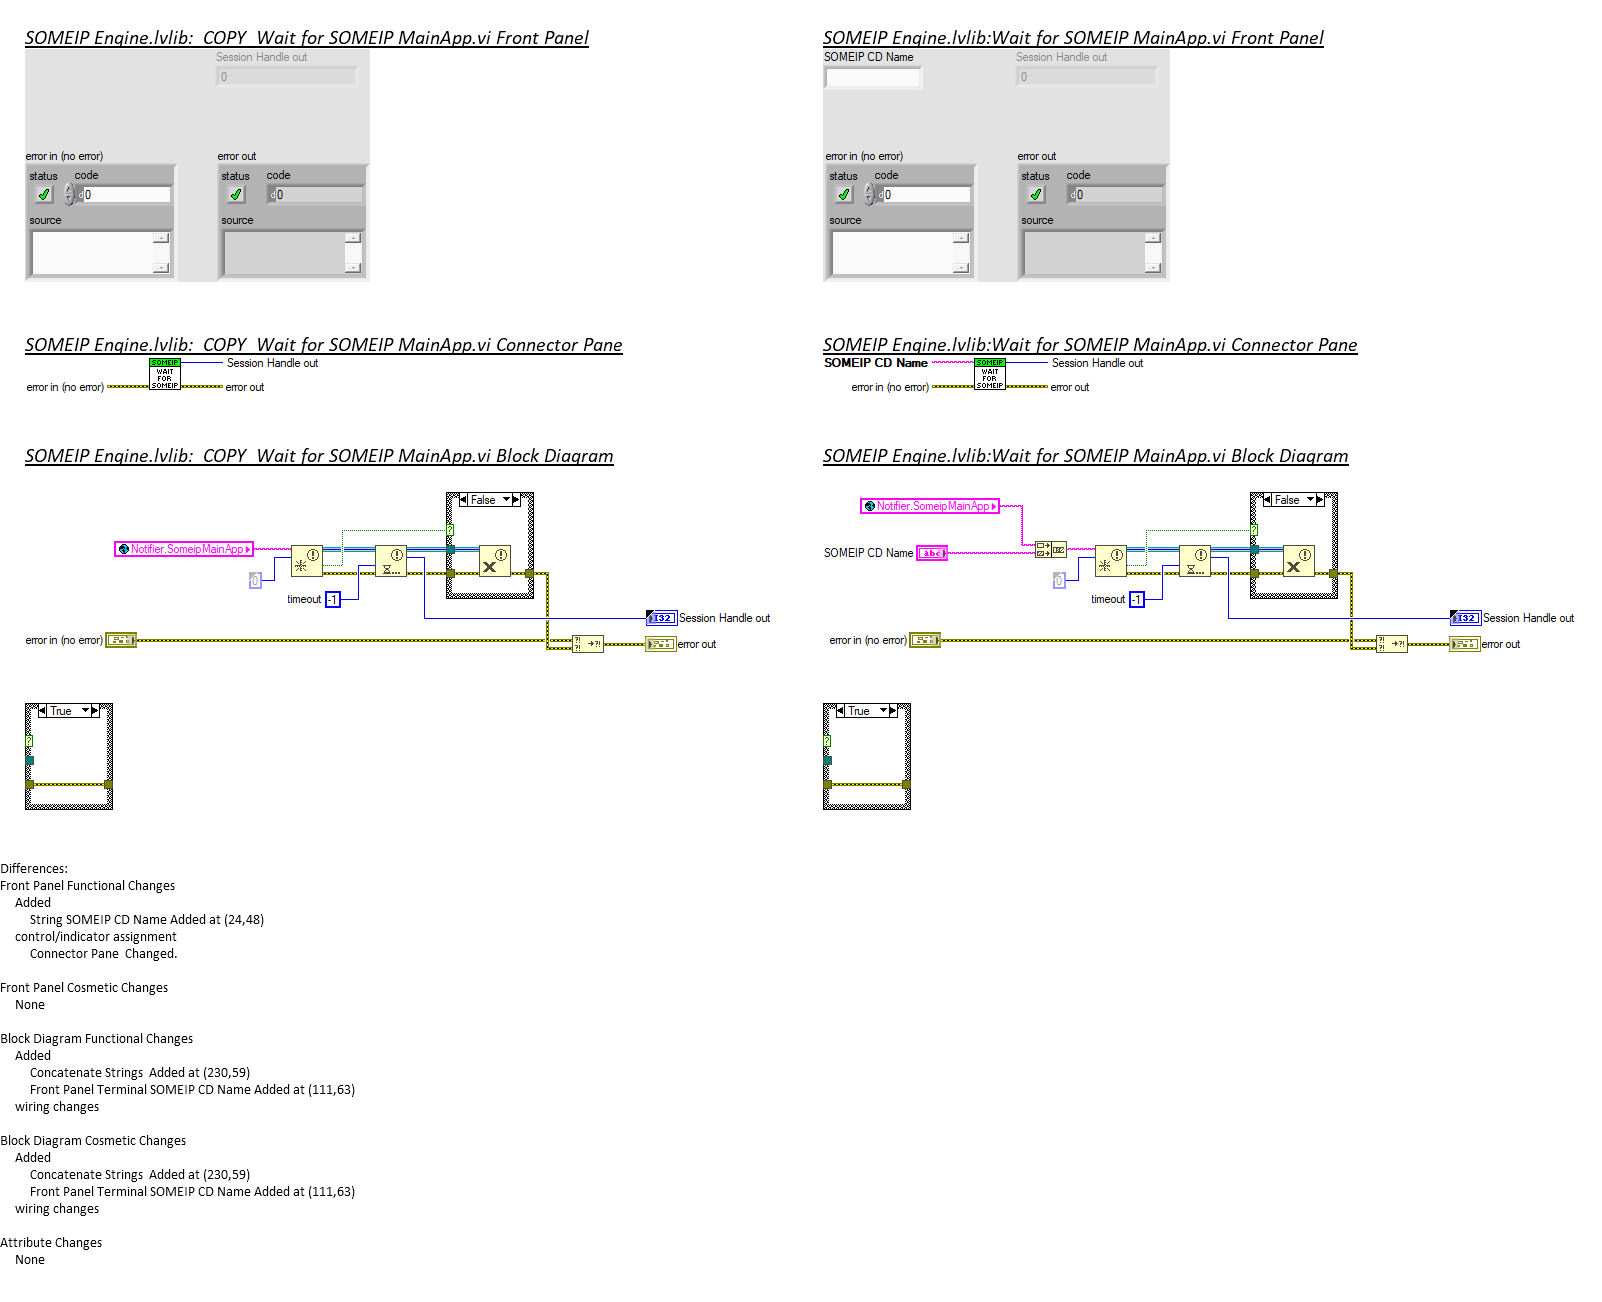 SOMEIP Engine.lvlib:  COPY  Wait for SOMEIP MainApp.vi Front Panel
Session Handle out
0
error in (no error)
error out
status
code
status
code
d
0
d
0
source
source
SOMEIP Engine.lvlib:Wait for SOMEIP MainApp.vi Front Panel
SOMEIP CD Name
Session Handle out
0
error in (no error)
error out
status
code
status
code
d
0
d
0
source
source
SOMEIP Engine.lvlib:  COPY  Wait for SOMEIP MainApp.vi Connector Pane
SOMEIP
WAIT
FOR
SOMEIP
Session Handle out
error in (no error)
error out
SOMEIP Engine.lvlib:Wait for SOMEIP MainApp.vi Connector Pane
SOMEIP CD Name
SOMEIP
WAIT
FOR
SOMEIP
Session Handle out
error in (no error)
error out
SOMEIP Engine.lvlib:  COPY  Wait for SOMEIP MainApp.vi Block Diagram
False
?
Notifier.SomeipMainApp
0
timeout
-1
I32
Session Handle out
error in (no error)
?!
?!
?!
error out
True
?
SOMEIP Engine.lvlib:Wait for SOMEIP MainApp.vi Block Diagram
False
Notifier.SomeipMainApp
?
SOMEIP CD Name
abc
0
timeout
-1
I32
Session Handle out
error in (no error)
?!
?!
?!
error out
True
?
Differences:
Front Panel Functional Changes
Added
String SOMEIP CD Name Added at (24,48)
control/indicator assignment
Connector Pane  Changed.
Front Panel Cosmetic Changes
None
Block Diagram Functional Changes
Added
Concatenate Strings  Added at (230,59)
Front Panel Terminal SOMEIP CD Name Added at (111,63)
wiring changes
Block Diagram Cosmetic Changes
Added
Concatenate Strings  Added at (230,59)
Front Panel Terminal SOMEIP CD Name Added at (111,63)
wiring changes
Attribute Changes
None